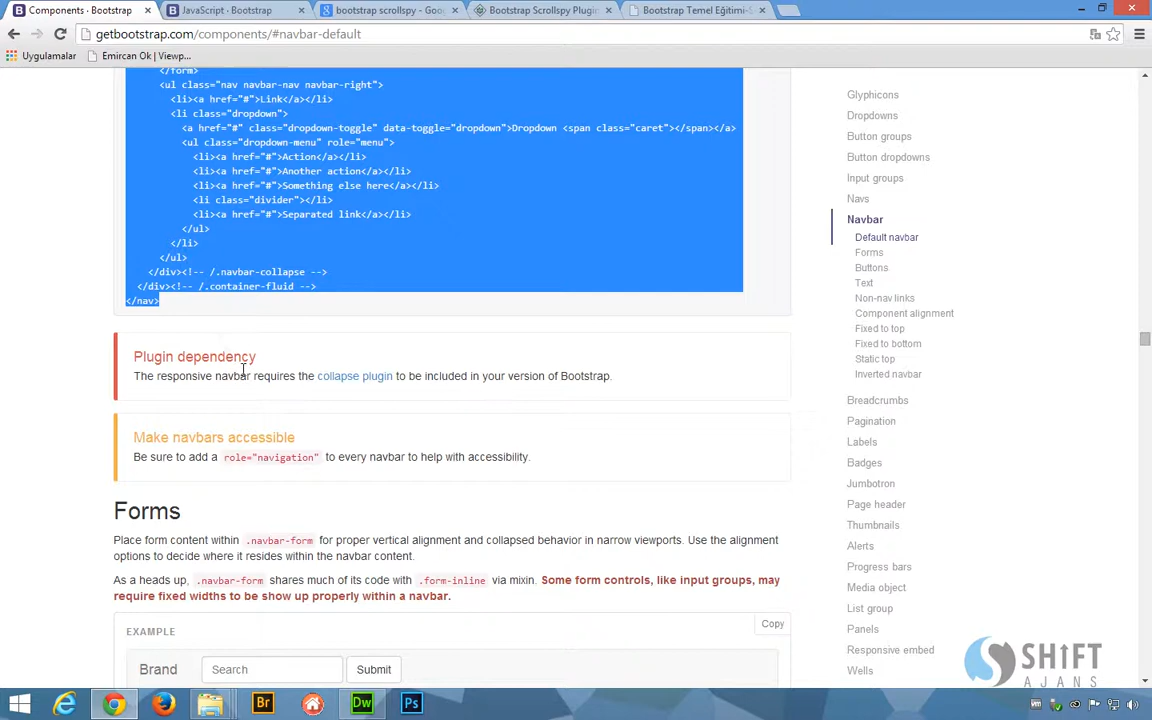 Components · Bootstrap
JavaScript · Bootstrap
bootstrap scrollspy - Goo
Bootstrap Scrollspy Plugin
Bootstrap Temel Eğitimi-S
getbootstrap.com/components/#navbar-default
Uygulamalar
Emircan Ok | Viewp...
</form>
<ul class="nav navbar-nav navbar-right">
<li><a href="#">Link</a></li>
<li class="dropdown">
<a href="#" class="dropdown-toggle" data-toggle="dropdown">Dropdown <span class="caret"></span></a>
<ul class="dropdown-menu" role="menu">
<li><a href="#">Action</a></li>
<li><a href="#">Another action</a></li>
<li><a href="#">Something else here</a></li>
<li class="divider"></li>
<li><a href="#">Separated link</a></li>
</ul>
</li>
</ul>
</div><!-- /.navbar-collapse -->
</div><!-- /.container-fluid -->
</nav>
Plugin dependency
The responsive navbar requires the collapse plugin to be included in your version of Bootstrap.
Make navbars accessible
Be sure to add a role="navigation" to every navbar to help with accessibility.
Forms
Place form content within .navbar-form for proper vertical alignment and collapsed behavior in narrow viewports. Use the alignment
options to decide where it resides within the navbar content.
As a heads up, .navbar-form shares much of its code with .form-inline via mixin. Some form controls, like input groups, may
require fixed widths to be show up properly within a navbar.
EXAMPLE
Copy
Brand
Search
Submit
Glyphicons
Dropdowns
Button groups
Button dropdowns
Input groups
Navs
Navbar
Default navbar
Forms
Buttons
Text
Non-nav links
Component alignment
Fixed to top
Fixed to bottom
Static top
Inverted navbar
Breadcrumbs
Pagination
Labels
Badges
Jumbotron
Page header
Thumbnails
Alerts
Progress bars
Media object
List group
Panels
Responsive embed
Wells
SHIFT
AJANS
Br
Dw
Ps